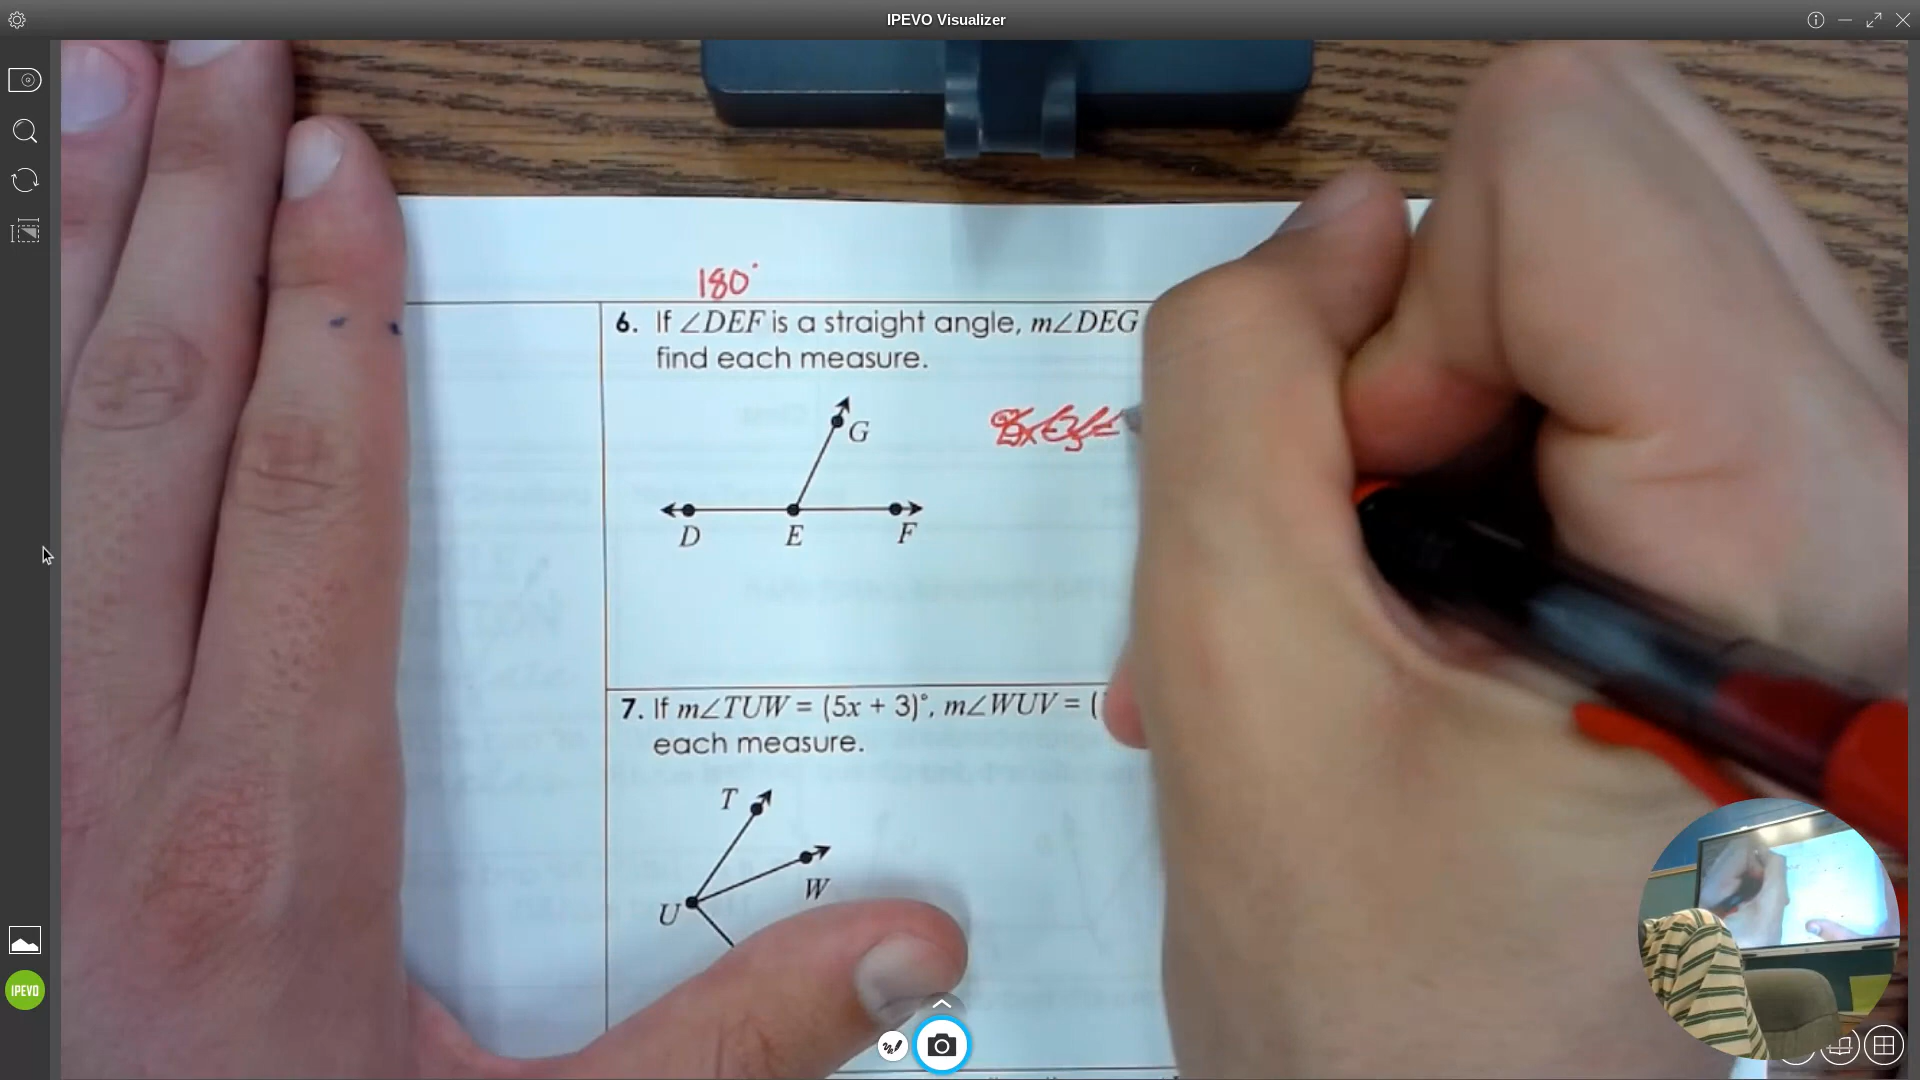 IPEVO Visualizer
180°
6. If ∠DEF is a straight angle, m∠DEG
find each measure.
G
D E F
7. If m∠TUW = (5x + 3)°, m∠WUV = (
each measure.
T
W
U
IPEVO